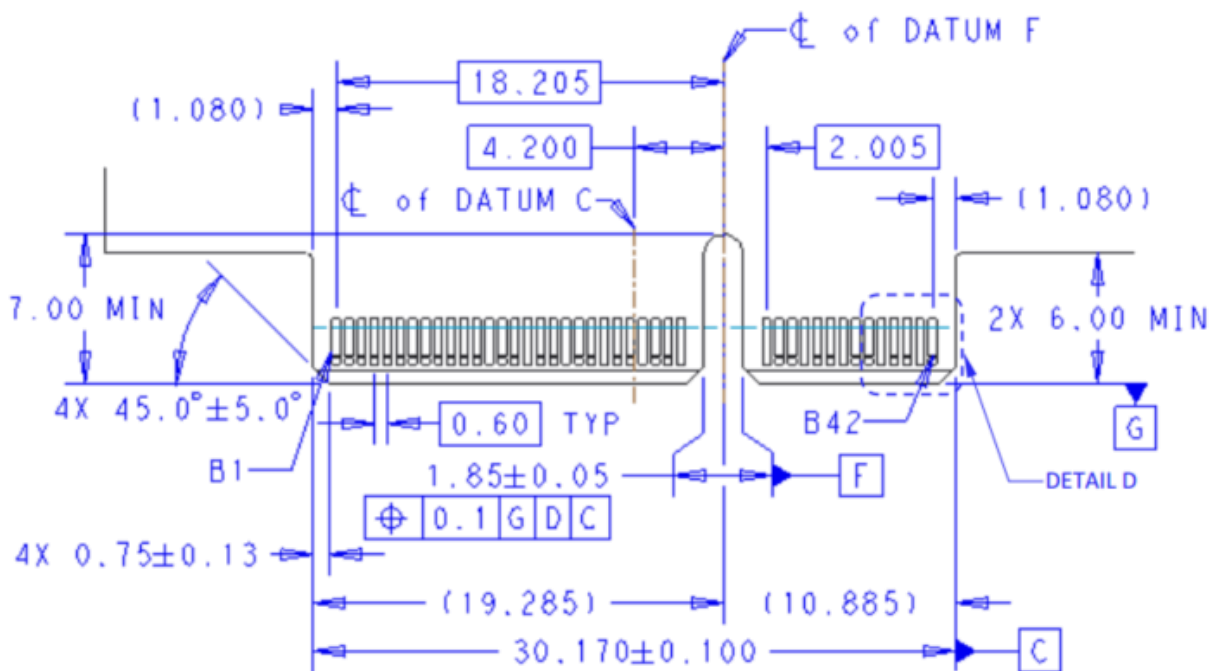 ℄ of DATUM F
18.205
(1.080)
4.200
2.005
℄ of DATUM C
(1.080)
7.00 MIN
2X 6.00 MIN
4X 45.0°±5.0°
0.60 TYP
B42
G
B1
1.85±0.05
F
DETAIL D
⌖ 0.1 G D C
4X 0.75±0.13
(19.285)
(10.885)
30.170±0.100
C